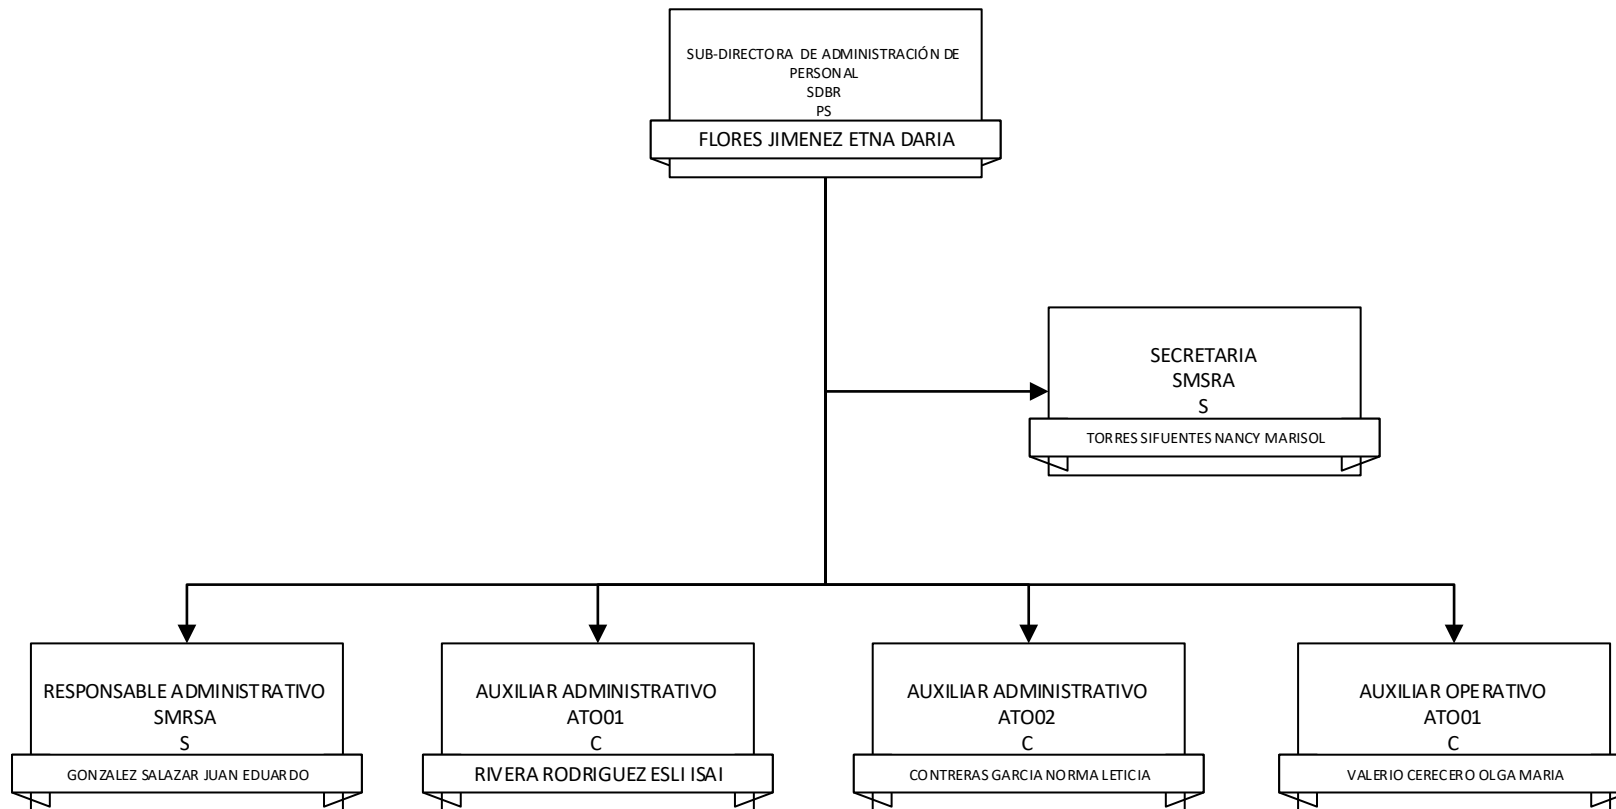 SUB-DIRECTORA DE ADMINISTRACIÓN DE
PERSONAL
SDBR
PS
FLORES JIMENEZ ETNA DARIA
SECRETARIA
SMSRA
S
TORRES SIFUENTES NANCY MARISOL
RESPONSABLE ADMINISTRATIVO
SMRSA
S
GONZALEZ SALAZAR JUAN EDUARDO
AUXILIAR ADMINISTRATIVO
ATO01
C
RIVERA RODRIGUEZ ESLI ISAI
AUXILIAR ADMINISTRATIVO
ATO02
C
CONTRERAS GARCIA NORMA LETICIA
AUXILIAR OPERATIVO
ATO01
C
VALERIO CERECERO OLGA MARIA